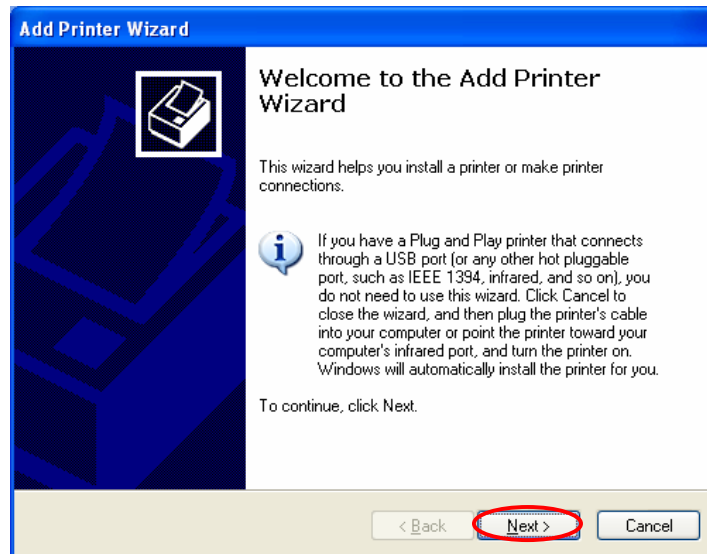 Add Printer Wizard
Welcome to the Add Printer
Wizard
This wizard helps you install a printer or make printer
connections.
If you have a Plug and Play printer that connects
through a USB port (or any other hot pluggable
port, such as IEEE 1394, infrared, and so on), you
do not need to use this wizard. Click Cancel to
close the wizard, and then plug the printer's cable
into your computer or point the printer toward your
computer's infrared port, and turn the printer on.
Windows will automatically install the printer for you.
To continue, click Next.
< Back Next > Cancel